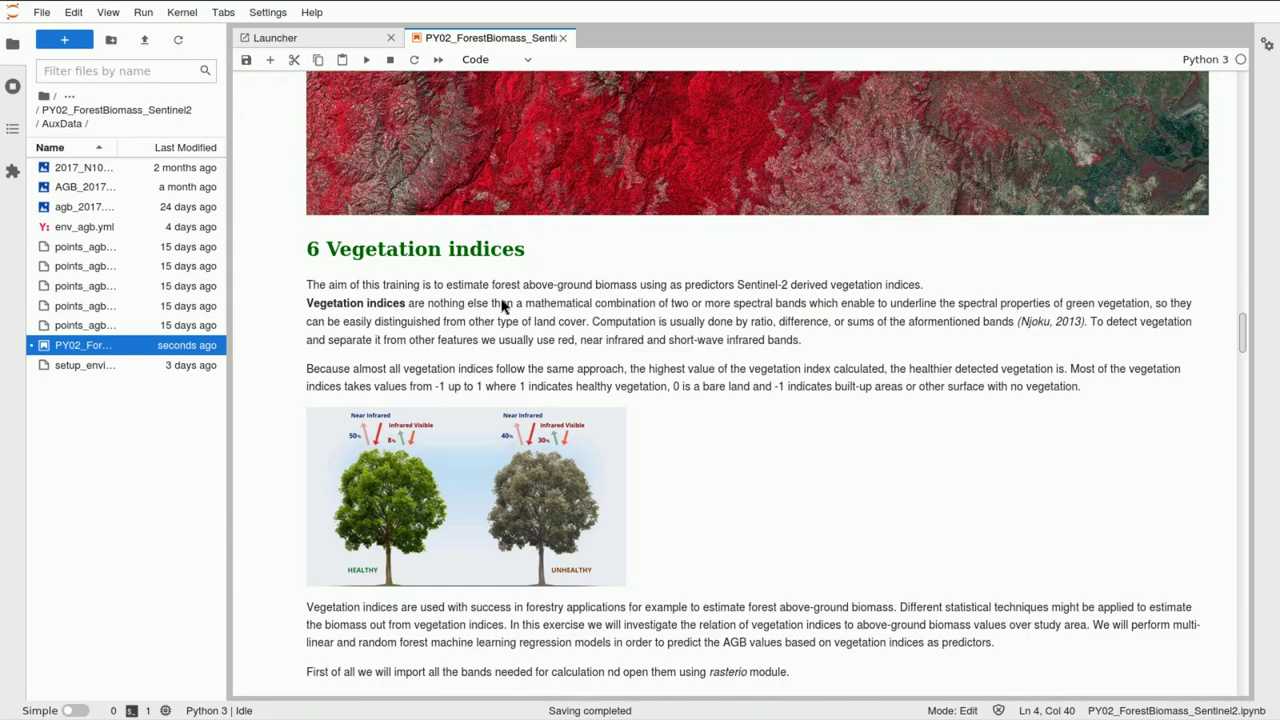 File Edit View Run Kernel Tabs Settings Help
Launcher
PY02_ForestBiomass_Senti
Filter files by name
Code
Python 3
/ ...
/ PY02_ForestBiomass_Sentinel2
/ AuxData /
Name Last Modified
2017_N10... 2 months ago
AGB_2017... a month ago
agb_2017.... 24 days ago
env_agb.yml 4 days ago
points_agb... 15 days ago
points_agb... 15 days ago
points_agb... 15 days ago
points_agb... 15 days ago
points_agb... 15 days ago
PY02_For... seconds ago
setup_envi... 3 days ago
6 Vegetation indices
The aim of this training is to estimate forest above-ground biomass using as predictors Sentinel-2 derived vegetation indices.
Vegetation indices are nothing else than a mathematical combination of two or more spectral bands which enable to underline the spectral properties of green vegetation, so they
can be easily distinguished from other type of land cover. Computation is usually done by ratio, difference, or sums of the aformentioned bands (Njoku, 2013). To detect vegetation
and separate it from other features we usually use red, near infrared and short-wave infrared bands.
Because almost all vegetation indices follow the same approach, the highest value of the vegetation index calculated, the healthier detected vegetation is. Most of the vegetation
indices takes values from -1 up to 1 where 1 indicates healthy vegetation, 0 is a bare land and -1 indicates built-up areas or other surface with no vegetation.
Near Infrared
Infrared Visible
50%
8%
HEALTHY
Near Infrared
Infrared Visible
40%
30%
UNHEALTHY
Vegetation indices are used with success in forestry applications for example to estimate forest above-ground biomass. Different statistical techniques might be applied to estimate
the biomass out from vegetation indices. In this exercise we will investigate the relation of vegetation indices to above-ground biomass values over study area. We will perform multi-
linear and random forest machine learning regression models in order to predict the AGB values based on vegetation indices as predictors.
First of all we will import all the bands needed for calculation nd open them using rasterio module.
Simple 0 1 Python 3 | Idle Saving completed Mode: Edit Ln 4, Col 40 PY02_ForestBiomass_Sentinel2.ipynb